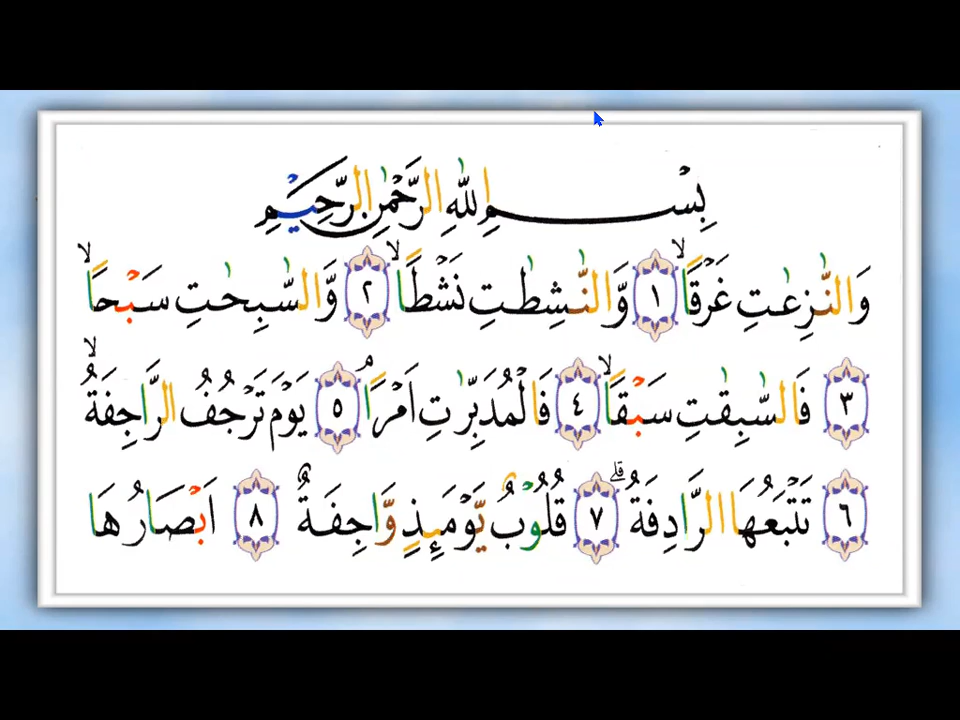 بِسْمِ اللّٰهِ الرَّحْمٰنِ الرَّحِيْمِ
وَالنّٰزِعٰتِ غَرْقًاۙ ١ وَّالنّٰشِطٰتِ نَشْطًاۙ ٢ وَّالسّٰبِحٰتِ سَبْحًاۙ
٣ فَالسّٰبِقٰتِ سَبْقًاۙ ٤ فَالْمُدَبِّرٰتِ اَمْرًاۘ ٥ يَوْمَ تَرْجُفُ الرَّاجِفَةُۙ
٦ تَتْبَعُهَا الرَّادِفَةُۗ ٧ قُلُوْبٌ يَّوْمَئِذٍ وَّاجِفَةٌ ٨ اَبْصَارُهَا